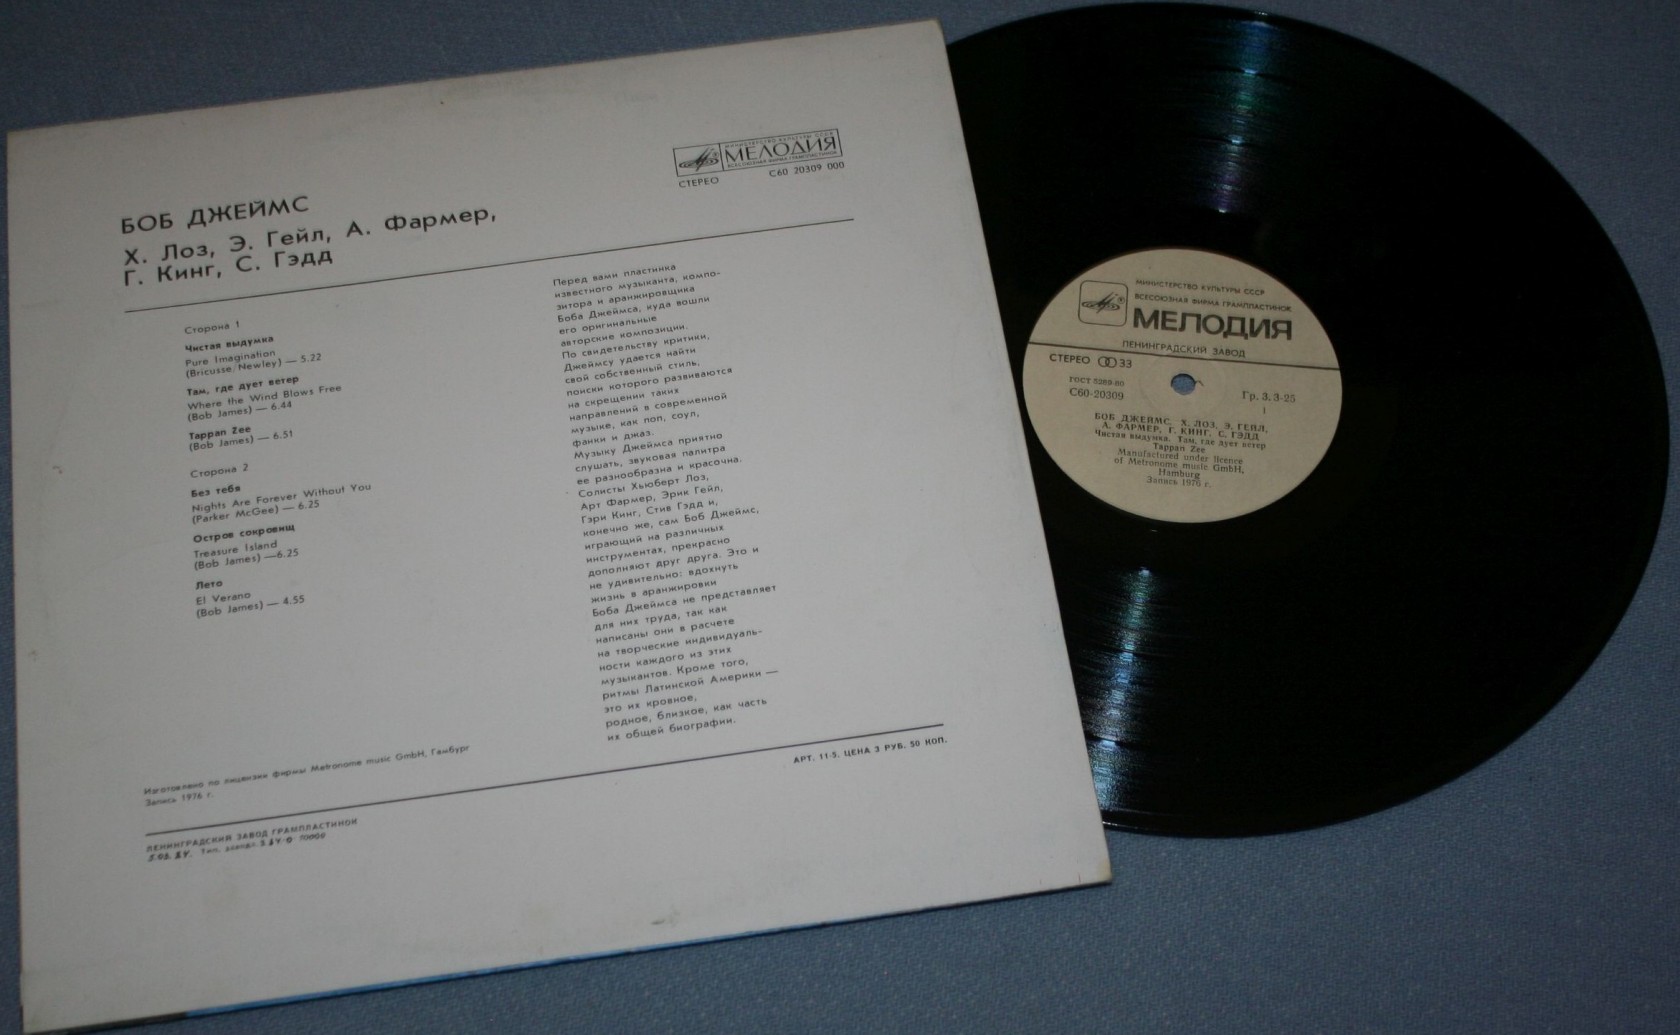 МИНИСТЕРСТВО КУЛЬТУРЫ СССР
МЕЛОДИЯ
ВСЕСОЮЗНАЯ ФИРМА ГРАМПЛАСТИНОК
СТЕРЕО С60 20309 000
БОБ ДЖЕЙМС
Х. Лоз, Э. Гейл, А. Фармер,
Г. Кинг, С. Гэдд
Сторона 1
Чистая выдумка
Pure Imagination
(Bricusse/Newley) — 5.22
Там, где дует ветер
Where the Wind Blows Free
(Bob James) — 6.44
Tappan Zee
(Bob James) — 6.51
Сторона 2
Без тебя
Nights Are Forever Without You
(Parker McGee) — 6.25
Остров сокровищ
Treasure Island
(Bob James) —6.25
Лето
El Verano
(Bob James) — 4.55
Перед вами пластинка
известного музыканта, компо-
зитора и аранжировщика
Боба Джеймса, куда вошли
его оригинальные
авторские композиции.
По свидетельству критики,
Джеймсу удается найти
свой собственный стиль,
поиски которого развиваются
на скрещении таких
направлений в современной
музыке, как поп, соул,
фанки и джаз.
Музыку Джеймса приятно
слушать, звуковая палитра
ее разнообразна и красочна.
Солисты Хьюберт Лоз,
Арт Фармер, Эрик Гейл,
Гэри Кинг, Стив Гэдд и,
конечно же, сам Боб Джеймс,
играющий на различных
инструментах, прекрасно
дополняют друг друга. Это и
не удивительно: вдохнуть
жизнь в аранжировки
Боба Джеймса не представляет
для них труда, так как
написаны они в расчете
на творческие индивидуаль-
ности каждого из этих
музыкантов. Кроме того,
ритмы Латинской Америки —
это их кровное,
родное, близкое, как часть
их общей биографии.
Изготовлено по лицензии фирмы Metronome music GmbH, Гамбург
Запись 1976 г.
АРТ. 11-5. ЦЕНА 3 РУБ. 50 КОП.
ЛЕНИНГРАДСКИЙ ЗАВОД ГРАМПЛАСТИНОК
МИНИСТЕРСТВО КУЛЬТУРЫ СССР
ВСЕСОЮЗНАЯ ФИРМА ГРАМПЛАСТИНОК
МЕЛОДИЯ
ЛЕНИНГРАДСКИЙ ЗАВОД
СТЕРЕО 33
ГОСТ 5289-80
С60-20309 Гр. 3. 3-25
1
БОБ ДЖЕЙМС, Х. ЛОЗ, Э. ГЕЙЛ,
А. ФАРМЕР, Г. КИНГ, С. ГЭДД
Чистая выдумка. Там, где дует ветер
Tappan Zee
Manufactured under licence
of Metronome music GmbH,
Hamburg
Запись 1976 г.